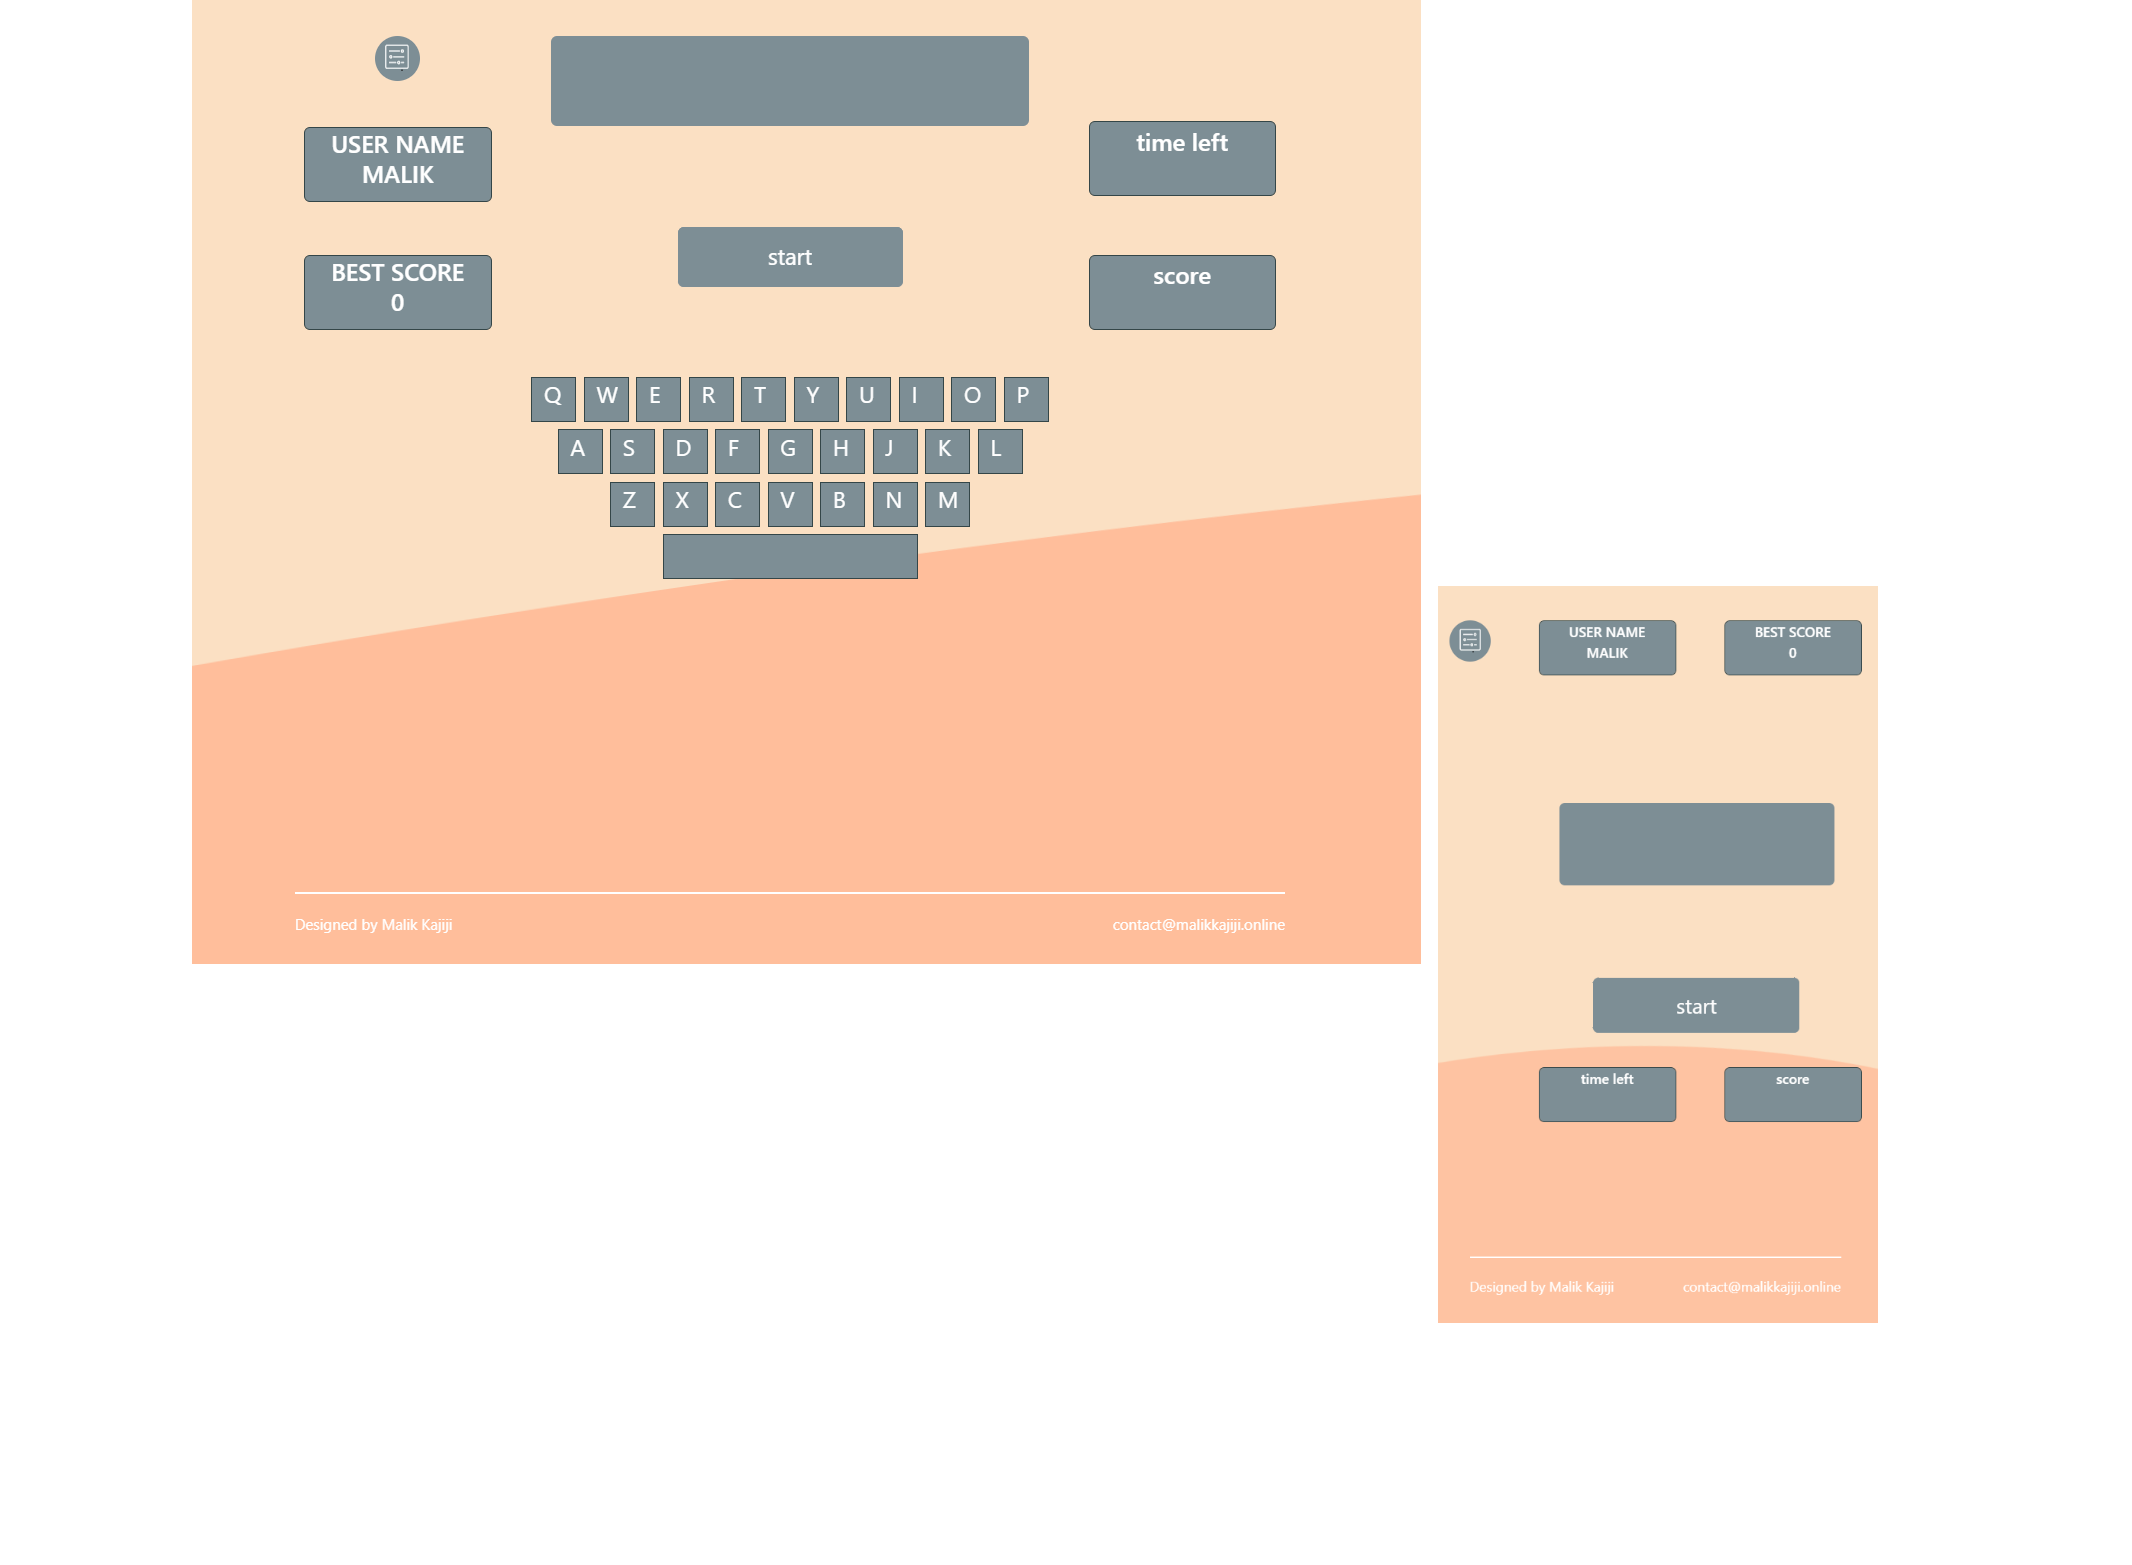 USER NAME
MALIK
time left
start
BEST SCORE
0
score
Q W E R T Y U I O P
A S D F G H J K L
Z X C V B N M
Designed by Malik Kajiji
contact@malikkajiji.online
USER NAME
MALIK
BEST SCORE
0
start
time left
score
Designed by Malik Kajiji
contact@malikkajiji.online